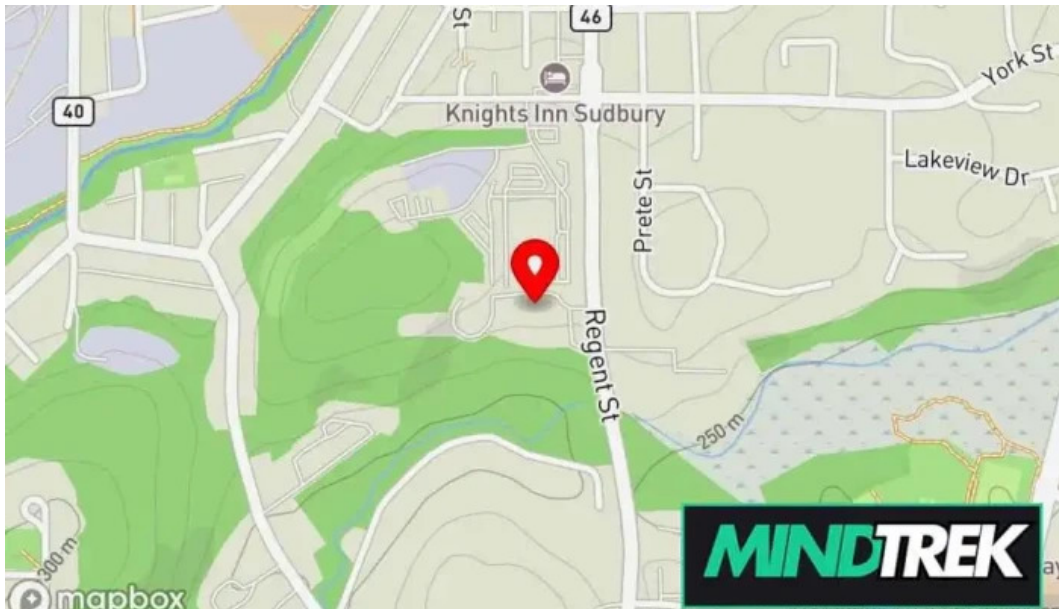 St
46
York St
40
Knights Inn Sudbury
Lakeview Dr
Prete St
Regent St
250 m
300 m
MINDTREK
mapbox